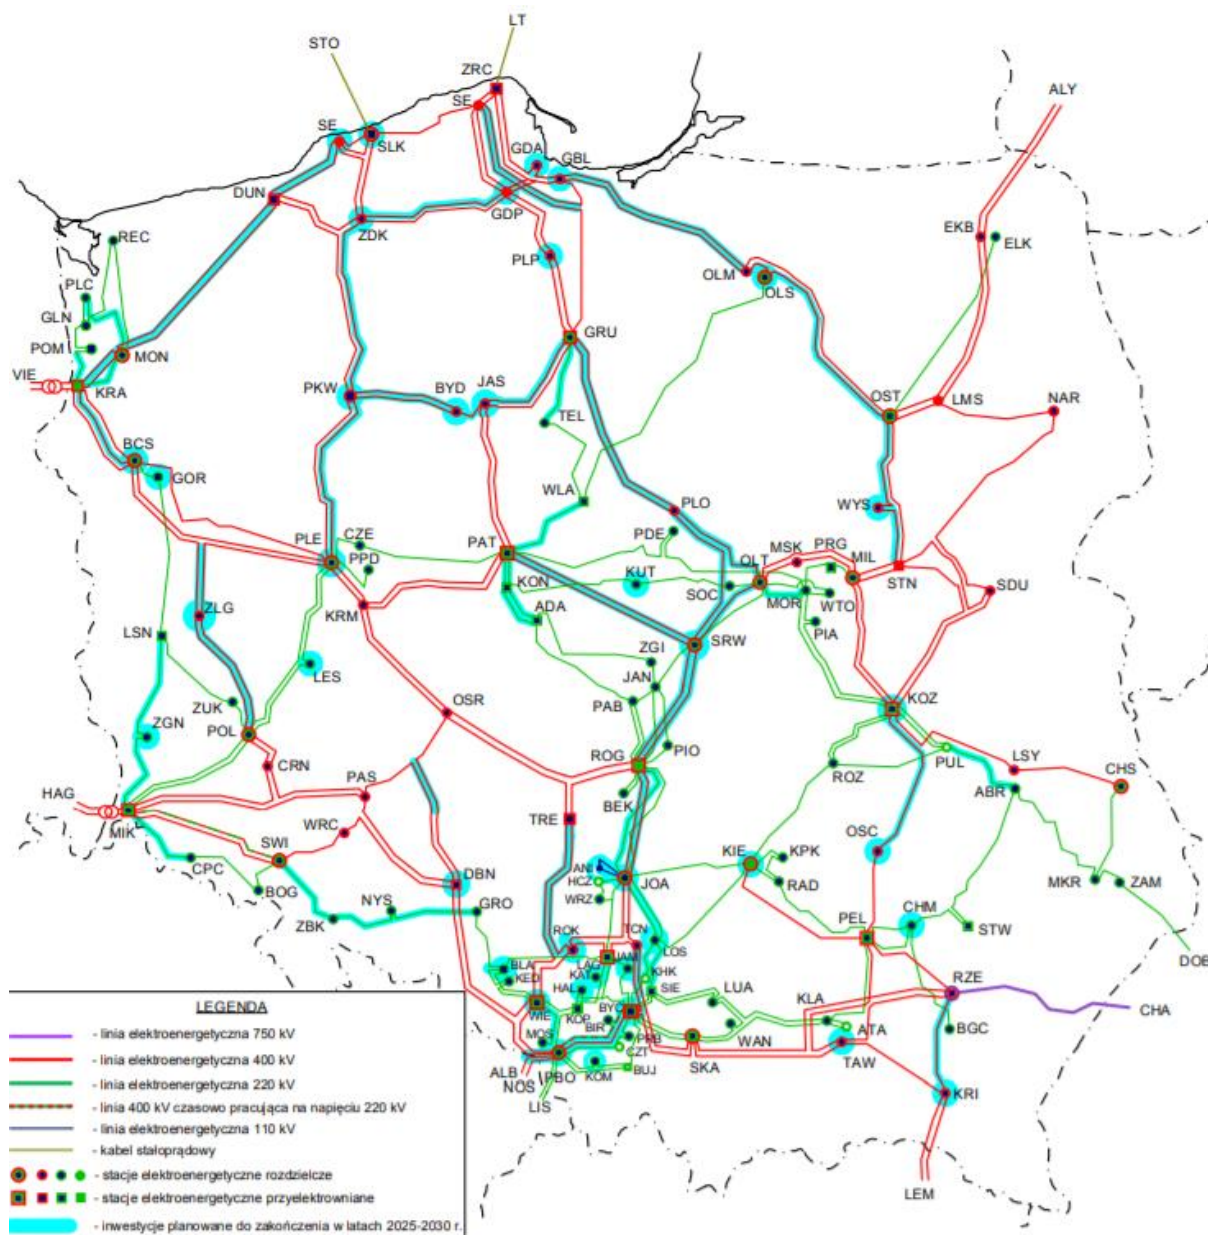 LT
STO
ZRC
SE
ALY
SE
SLK
GDA
GBL
DUN
GDP
ZDK
EKB
ELK
REC
PLP
OLM
OLS
PLC
GLN
POM
MON
GRU
VIE
KRA
PKW
BYD
JAS
TEL
OST
LMS
NAR
BCS
GOR
WLA
PLO
WYS
PLE
CZE
PPD
PAT
PDE
OLT
MSK
PRG
MIL
STN
KON
KUT
SOC
MOR
WTO
SDU
KRM
ADA
PIA
ZLG
LSN
SRW
ZGI
JAN
LES
ZUK
OSR
PAB
KOZ
ZGN
POL
ROG
PIO
PUL
LSY
CHS
CRN
ROZ
ABR
HAG
PAS
BEK
MIK
WRC
TRE
OSC
SWI
ANI
HCZ
JOA
KIE
KPK
CPC
BOG
DBN
WRZ
RAD
MKR
ZAM
NYS
GRO
ZBK
PEL
CHM
STW
ROK
TCN
LOS
DOB
BLA
KED
LAG
JAM
KAT
HAL
KHK
SIE
RZE
LUA
KLA
CHA
WIE
KOP
BYC
BIR
MOS
PRB
WAN
ATA
BGC
CZT
ALB
NOS
PBO
KOM
BUJ
SKA
TAW
LIS
KRI
LEM
LEGENDA
- linia elektroenergetyczna 750 kV
- linia elektroenergetyczna 400 kV
- linia elektroenergetyczna 220 kV
- linia 400 kV czasowo pracująca na napięciu 220 kV
- linia elektroenergetyczna 110 kV
- kabel stałoprądowy
- stacje elektroenergetyczne rozdzielcze
- stacje elektroenergetyczne przyelektrowniane
- inwestycje planowane do zakończenia w latach 2025-2030 r.